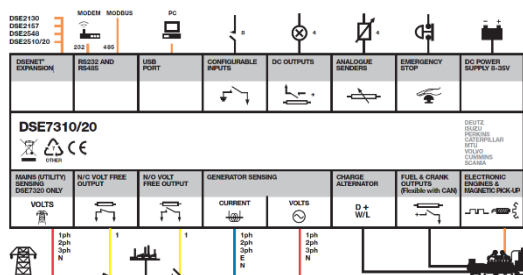 DSE2130
DSE2157
DSE2548
DSE2510/20
MODEM
MODBUS
PC
232
485
8
4
4
DSENET®
EXPANSION
RS232 AND
RS485
USB
PORT
CONFIGURABLE
INPUTS
DC OUTPUTS
ANALOGUE
SENDERS
EMERGENCY
STOP
DC POWER
SUPPLY 8-35V
DSE7310/20
OTHER
CE
DEUTZ
ISUZU
PERKINS
CATERPILLAR
MTU
VOLVO
CUMMINS
SCANIA
MAINS (UTILITY)
SENSING
DSE7320 ONLY
N/C VOLT FREE
OUTPUT
N/O VOLT
FREE OUTPUT
GENERATOR SENSING
CHARGE
ALTERNATOR
FUEL & CRANK
OUTPUTS
(Flexible with CAN)
ELECTRONIC
ENGINES &
MAGNETIC PICK-UP
VOLTS
CURRENT
VOLTS
D +
W/L
1ph
2ph
3ph
N
1
1
1ph
2ph
3ph
E
N
1ph
2ph
3ph
N